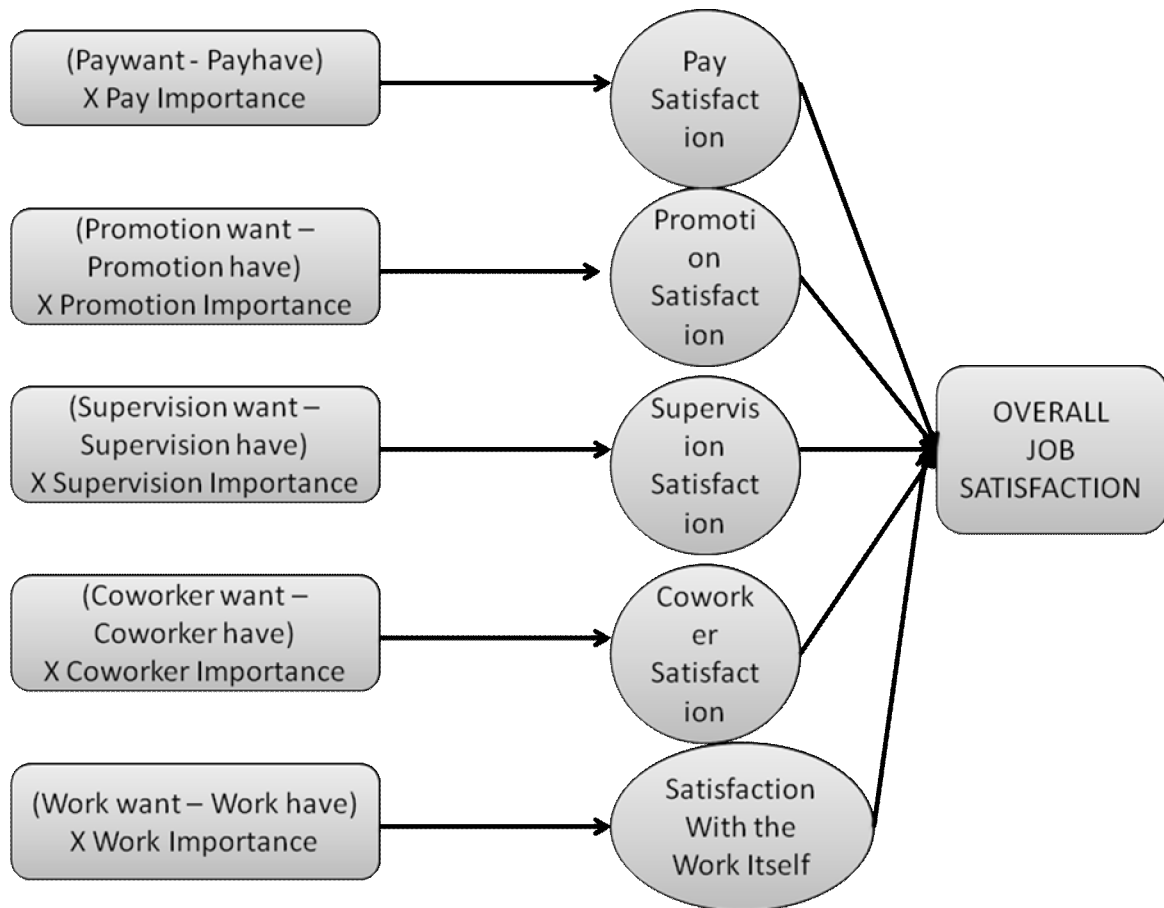 (Paywant - Payhave)
X Pay Importance
Pay
Satisfact
ion
(Promotion want –
Promotion have)
X Promotion Importance
Promoti
on
Satisfact
ion
(Supervision want –
Supervision have)
X Supervision Importance
Supervis
ion
Satisfact
ion
OVERALL
JOB
SATISFACTION
(Coworker want –
Coworker have)
X Coworker Importance
Cowork
er
Satisfact
ion
(Work want – Work have)
X Work Importance
Satisfaction
With the
Work Itself